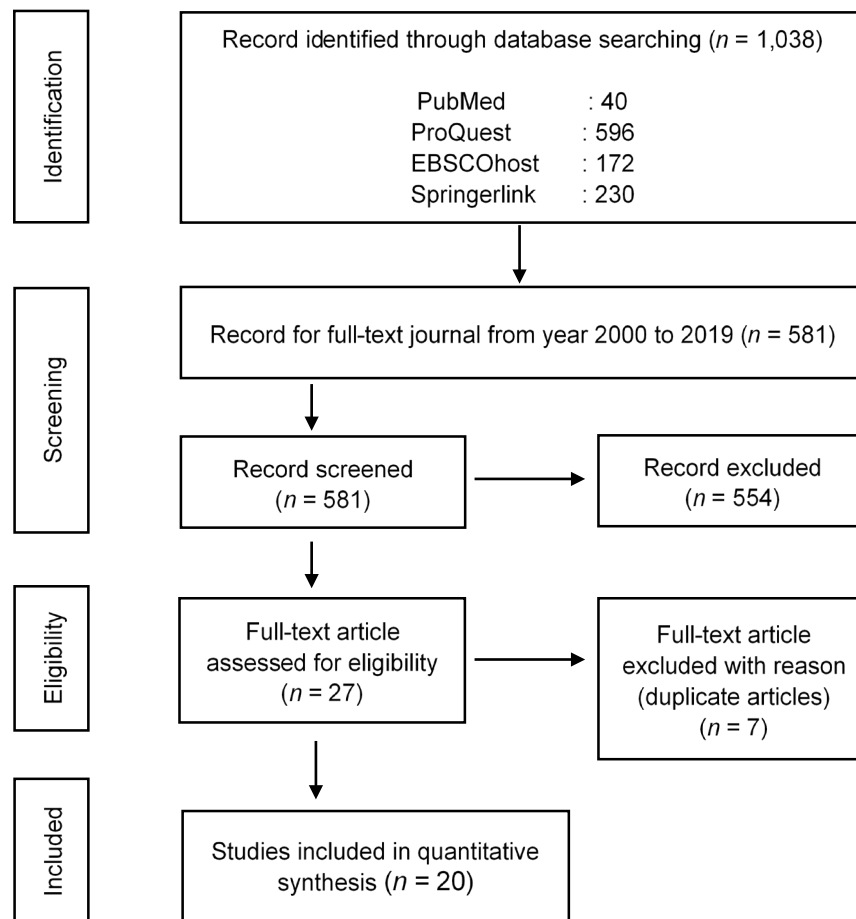 Identification
Record identified through database searching (n = 1,038)
PubMed : 40
ProQuest : 596
EBSCOhost : 172
Springerlink : 230
Screening
Record for full-text journal from year 2000 to 2019 (n = 581)
Record screened
(n = 581)
Record excluded
(n = 554)
Eligibility
Full-text article
assessed for eligibility
(n = 27)
Full-text article
excluded with reason
(duplicate articles)
(n = 7)
Included
Studies included in quantitative
synthesis (n = 20)